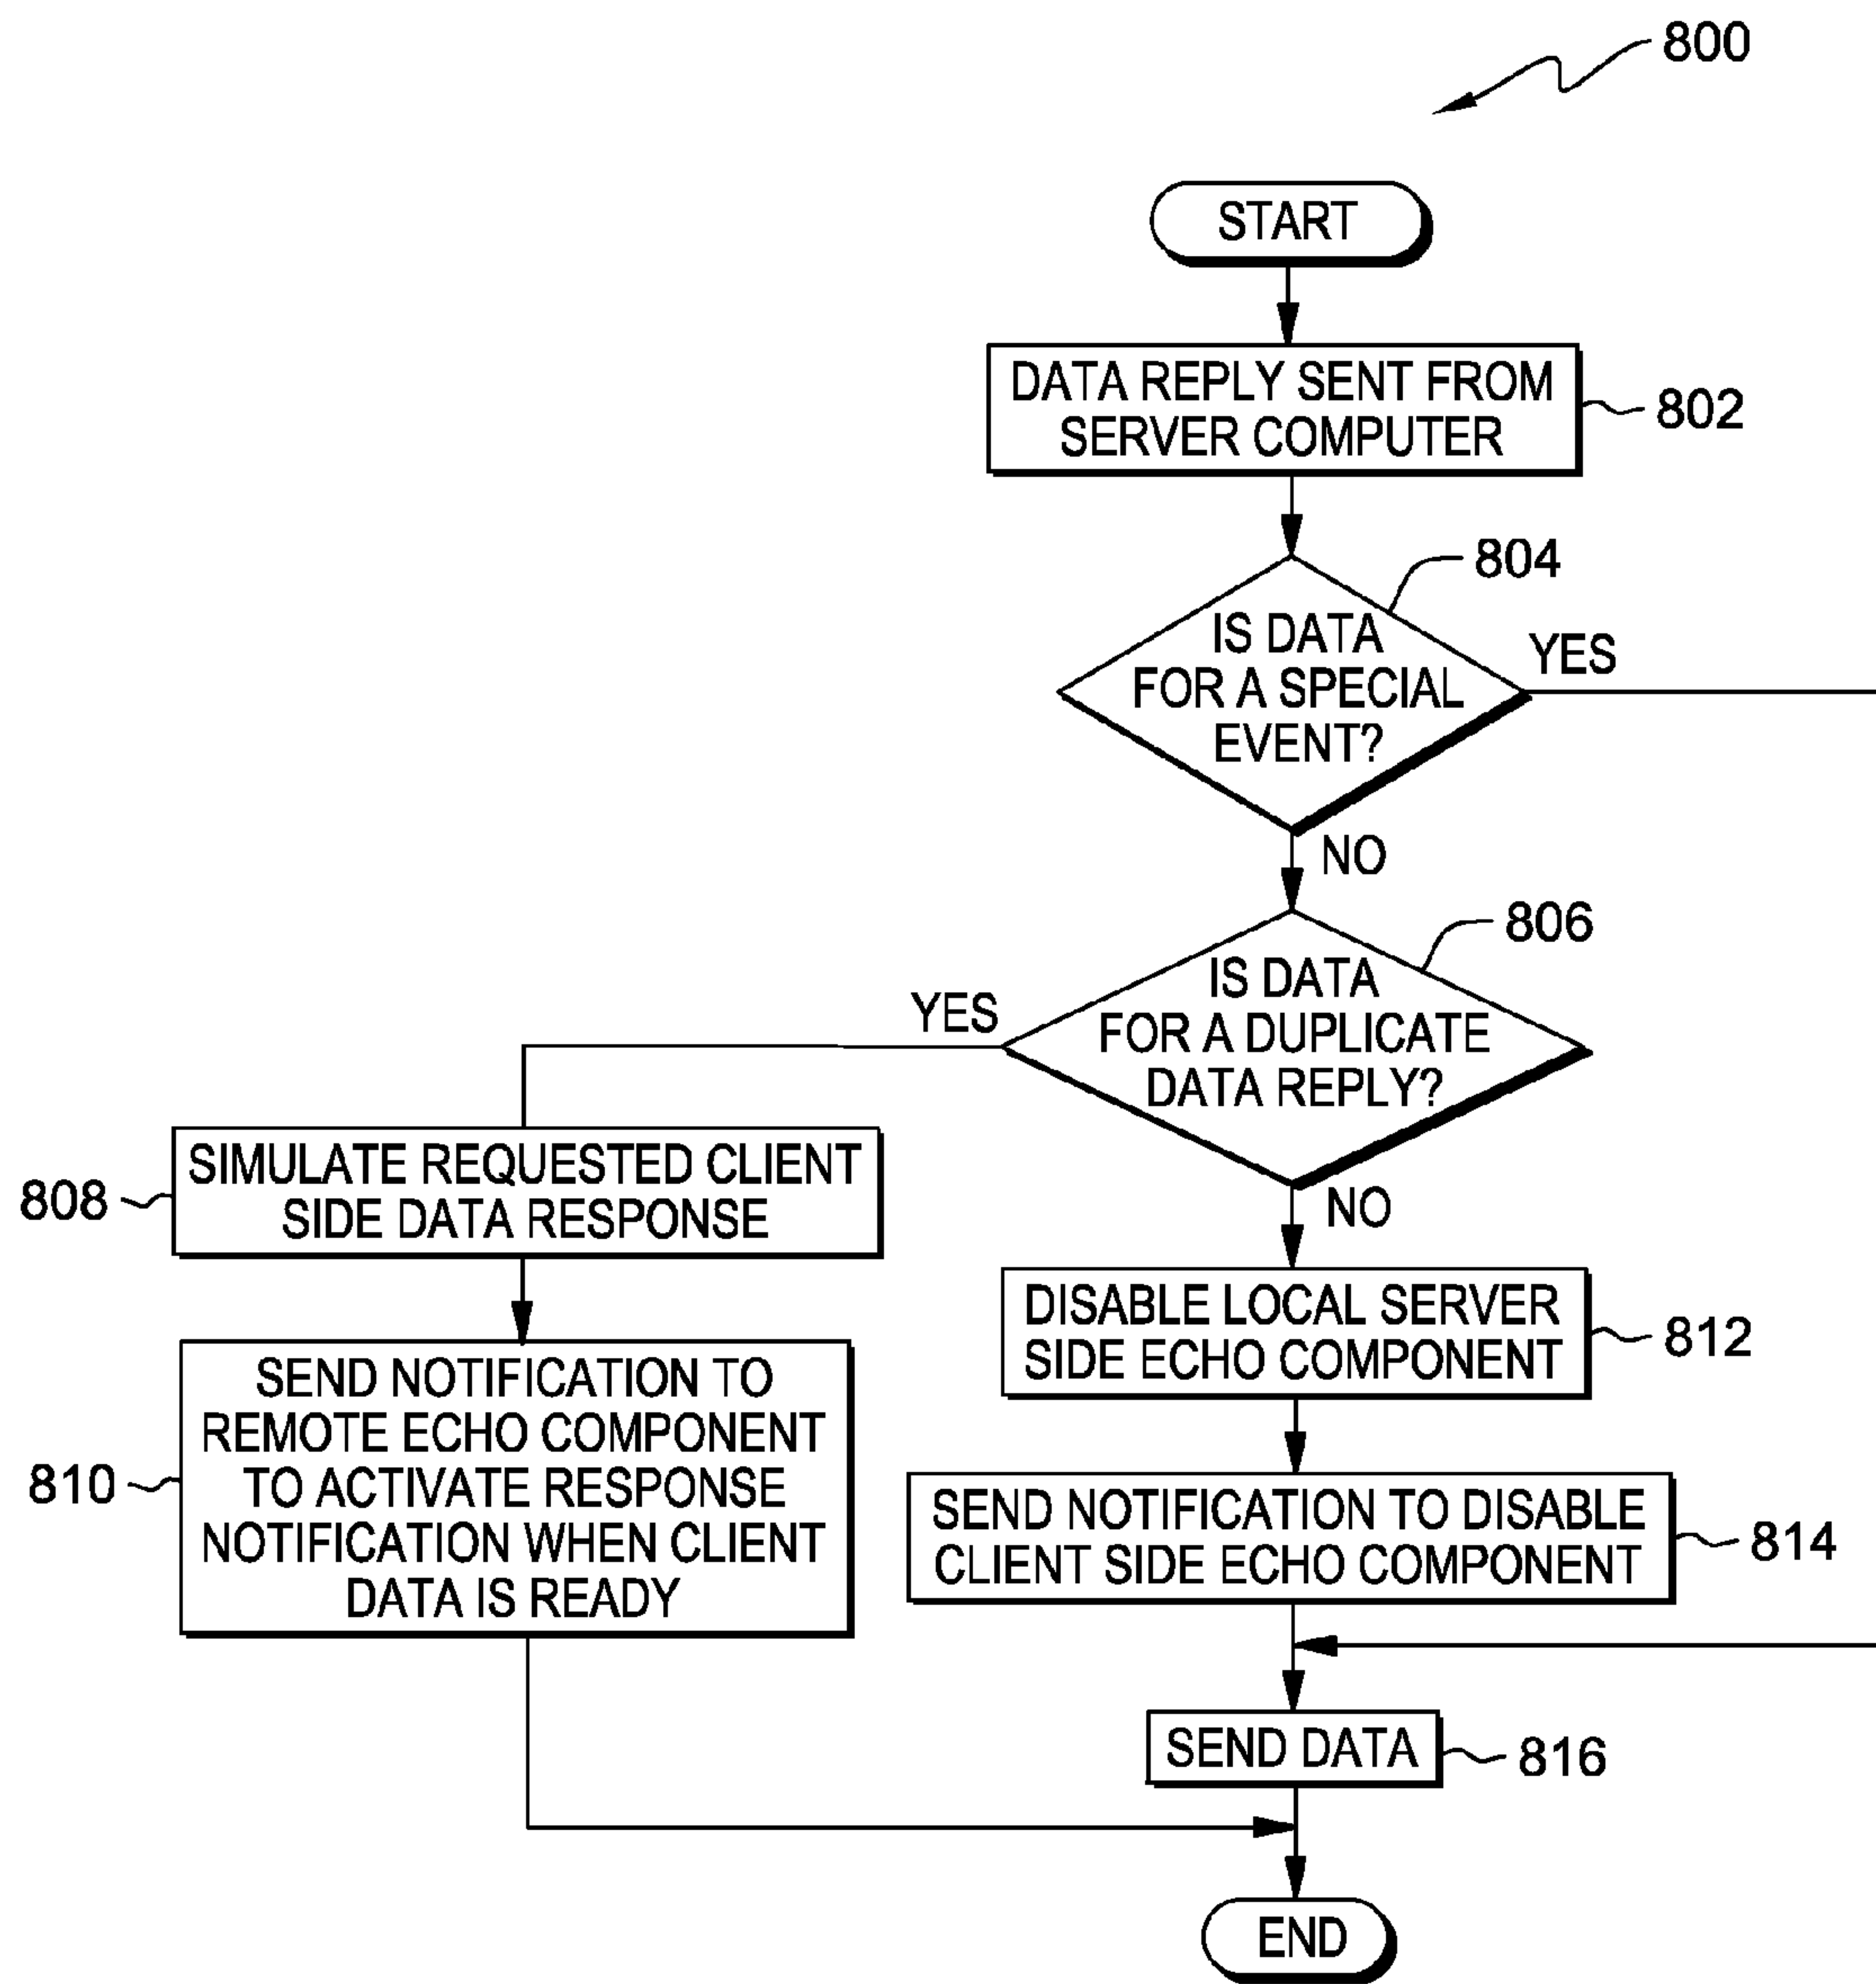 800
START
DATA REPLY SENT FROM
SERVER COMPUTER
802
804
IS DATA
FOR A SPECIAL
EVENT?
YES
NO
806
IS DATA
FOR A DUPLICATE
DATA REPLY?
YES
NO
SIMULATE REQUESTED CLIENT
SIDE DATA RESPONSE
808
SEND NOTIFICATION TO
REMOTE ECHO COMPONENT
TO ACTIVATE RESPONSE
NOTIFICATION WHEN CLIENT
DATA IS READY
810
DISABLE LOCAL SERVER
SIDE ECHO COMPONENT
812
SEND NOTIFICATION TO DISABLE
CLIENT SIDE ECHO COMPONENT
814
SEND DATA
816
END